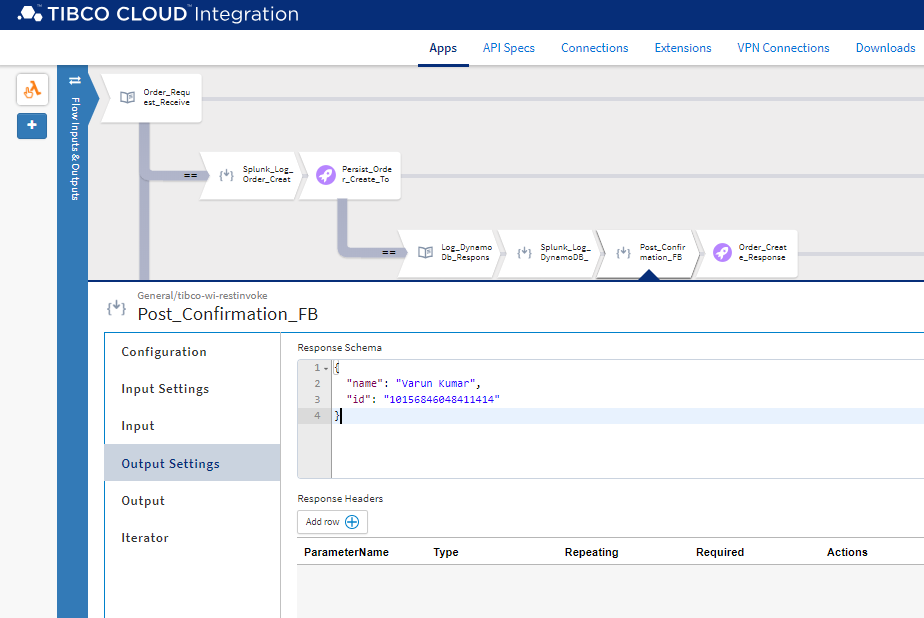 TIBCO CLOUD™ Integration
Apps
API Specs
Connections
Extensions
VPN Connections
Downloads
Flow Inputs & Outputs
Order_Requ
est_Receive
==
Splunk_Log_
Order_Creat
Persist_Orde
r_Create_To
==
Log_Dynamo
Db_Respons
Splunk_Log_
DynamoDB_
Post_Confir
mation_FB
Order_Creat
e_Response
General/tibco-wi-restinvoke
Post_Confirmation_FB
Configuration
Input Settings
Input
Output Settings
Output
Iterator
Response Schema
1 {
2 "name": "Varun Kumar",
3 "id": "10156846048411414"
4 }
Response Headers
Add row
ParameterName Type Repeating Required Actions